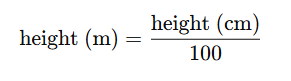 height (m) = height (cm) / 100